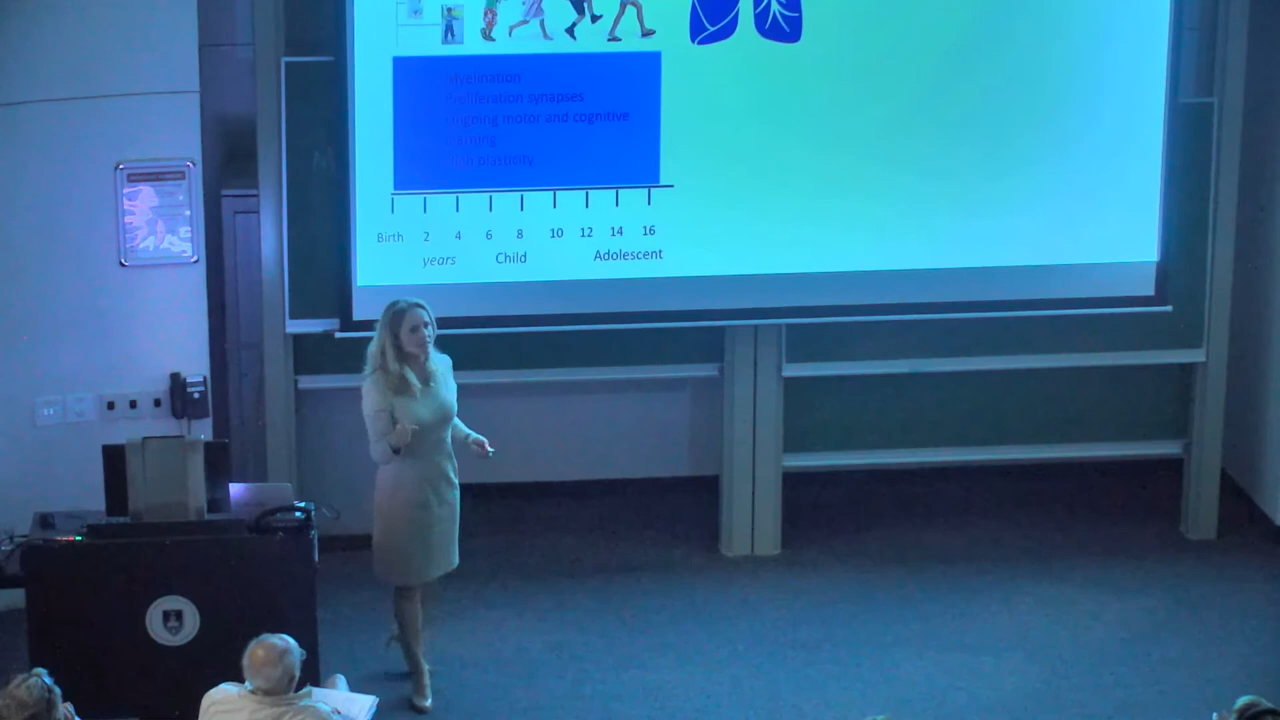 Myelination
Proliferation synapses
Ongoing motor and cognitive
learning
High plasticity
Birth 2 4 6 8 10 12 14 16
years Child Adolescent